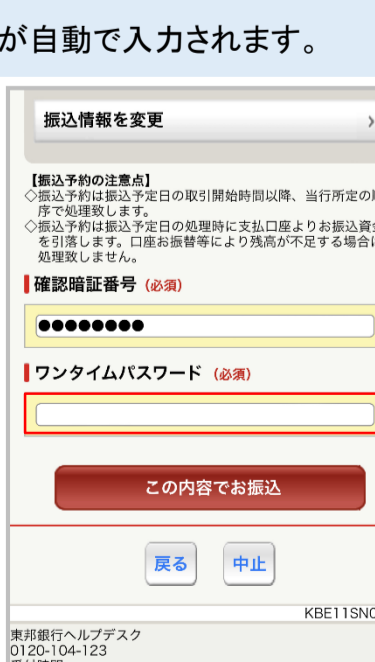 が自動で入力されます。
振込情報を変更
【振込予約の注意点】
◇振込予約は振込予定日の取引開始時間以降、当行所定の
序で処理致します。
◇振込予約は振込予定日の処理時に支払口座よりお振込資
を引落します。口座お振替等により残高が不足する場合
処理致しません。
確認暗証番号（必須）
●●●●●●●●
ワンタイムパスワード（必須）
この内容でお振込
戻る 中止
KBE11SN0
東邦銀行ヘルプデスク
0120-104-123